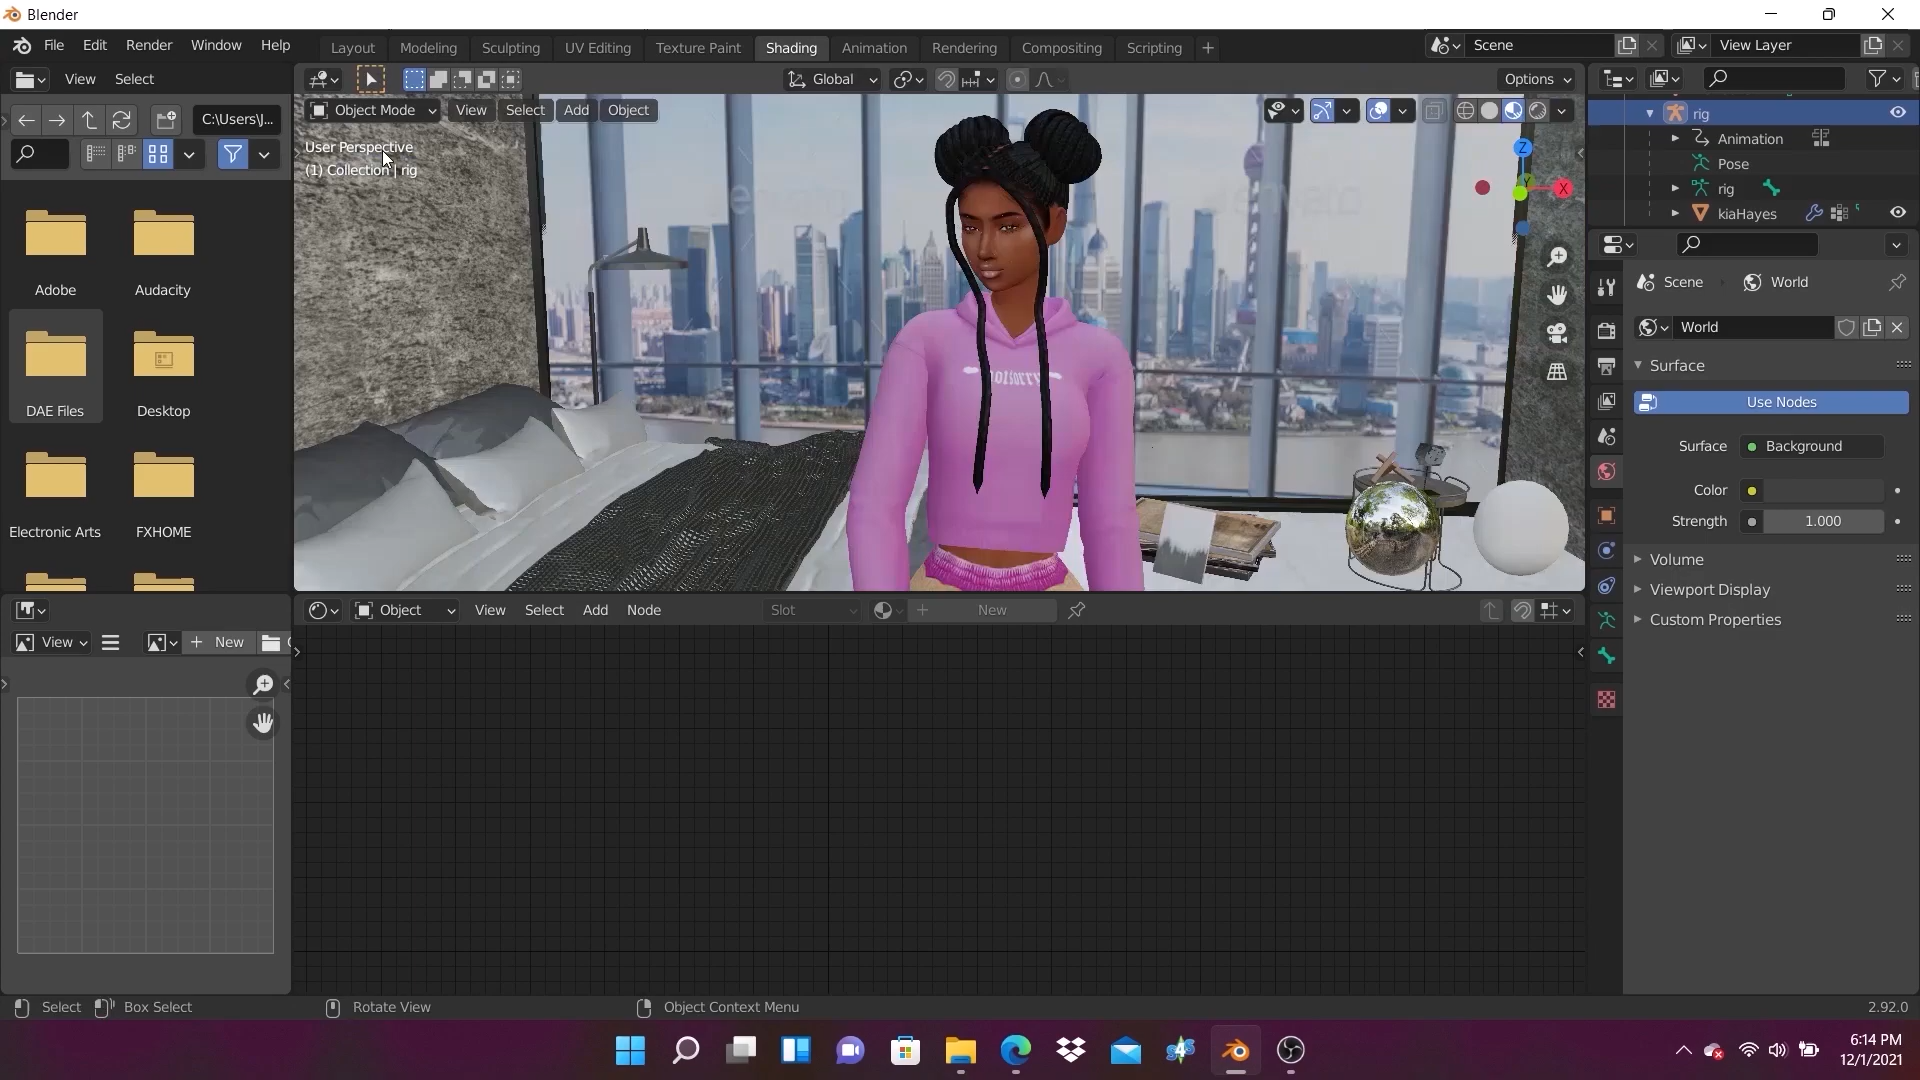 Blender
File Edit Render Window Help
Layout Modeling Sculpting UV Editing Texture Paint Shading Animation Rendering Compositing Scripting +
Scene
View Layer
View Select
Global
Options
C:\Users\J...
Object Mode View Select Add Object
User Perspective
(1) Collection | rig
Z
X
rig
Animation
Pose
rig
kiaHayes
Adobe
Audacity
DAE Files
Desktop
Electronic Arts
FXHOME
envato
Scene
World
World
Surface
Use Nodes
Surface Background
Color
Strength 1.000
Volume
Viewport Display
Custom Properties
Object View Select Add Node
Slot
+ New
View
+ New
Select
Box Select
Rotate View
Object Context Menu
2.92.0
6:14 PM
12/1/2021